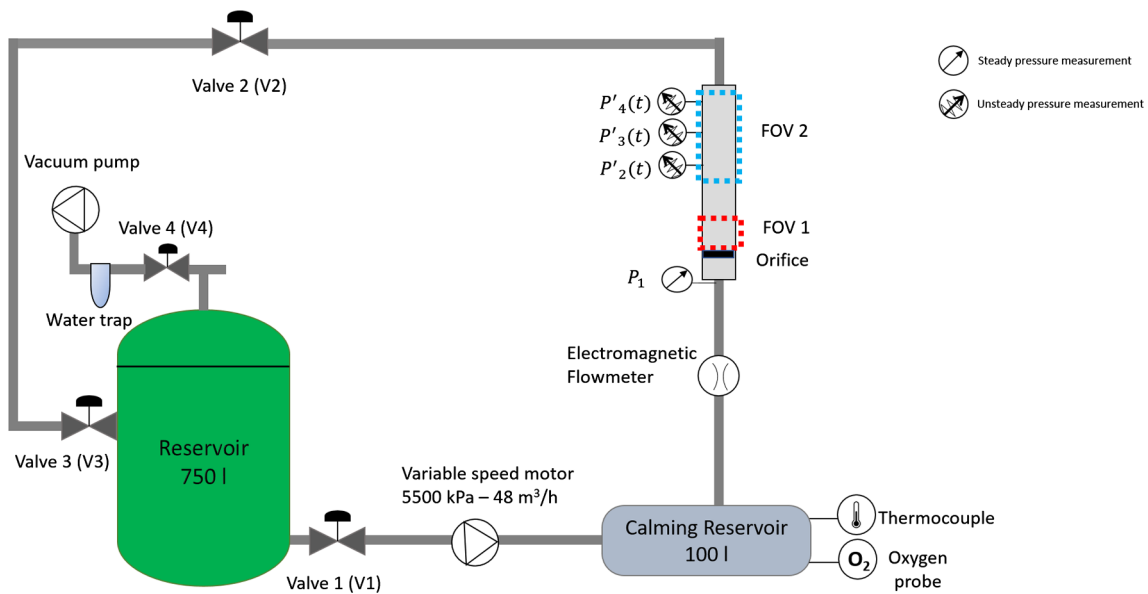 Valve 2 (V2)
Steady pressure measurement
Unsteady pressure measurement
P′₄(t)
P′₃(t)
P′₂(t)
FOV 2
Vacuum pump
Valve 4 (V4)
FOV 1
Orifice
P₁
Water trap
Electromagnetic
Flowmeter
Reservoir
750 l
Valve 3 (V3)
Variable speed motor
5500 kPa – 48 m³/h
Calming Reservoir
100 l
Thermocouple
O₂
Oxygen
probe
Valve 1 (V1)